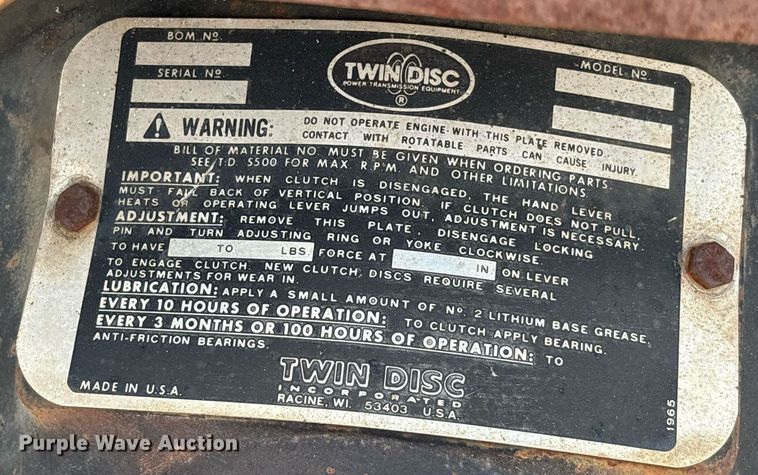 BOM. Nº.
SERIAL Nº
TWIN DISC
POWER TRANSMISSION EQUIPMENT
®
MODEL Nº
WARNING: DO NOT OPERATE ENGINE WITH THIS PLATE REMOVED.
CONTACT WITH ROTATABLE PARTS CAN CAUSE INJURY.
BILL OF MATERIAL NO. MUST BE GIVEN WHEN ORDERING PARTS.
SEE T.D. S500 FOR MAX. R.P.M. AND OTHER LIMITATIONS.
IMPORTANT: WHEN CLUTCH IS DISENGAGED, THE HAND LEVER
MUST FALL BACK OF VERTICAL POSITION. IF CLUTCH DOES NOT PULL,
HEATS OR OPERATING LEVER JUMPS OUT, ADJUSTMENT IS NECESSARY.
ADJUSTMENT: REMOVE THIS PLATE, DISENGAGE LOCKING
PIN AND TURN ADJUSTING RING OR YOKE CLOCKWISE.
TO HAVE TO LBS. FORCE AT IN ON LEVER
TO ENGAGE CLUTCH. NEW CLUTCH DISCS REQUIRE SEVERAL
ADJUSTMENTS FOR WEAR IN.
LUBRICATION: APPLY A SMALL AMOUNT OF Nº. 2 LITHIUM BASE GREASE,
EVERY 10 HOURS OF OPERATION: TO CLUTCH APPLY BEARING.
EVERY 3 MONTHS OR 100 HOURS OF OPERATION: TO
ANTI-FRICTION BEARINGS.
TWIN DISC
INCORPORATED
RACINE, WI. 53403 U.S.A.
MADE IN U.S.A.
1965
Purple Wave Auction